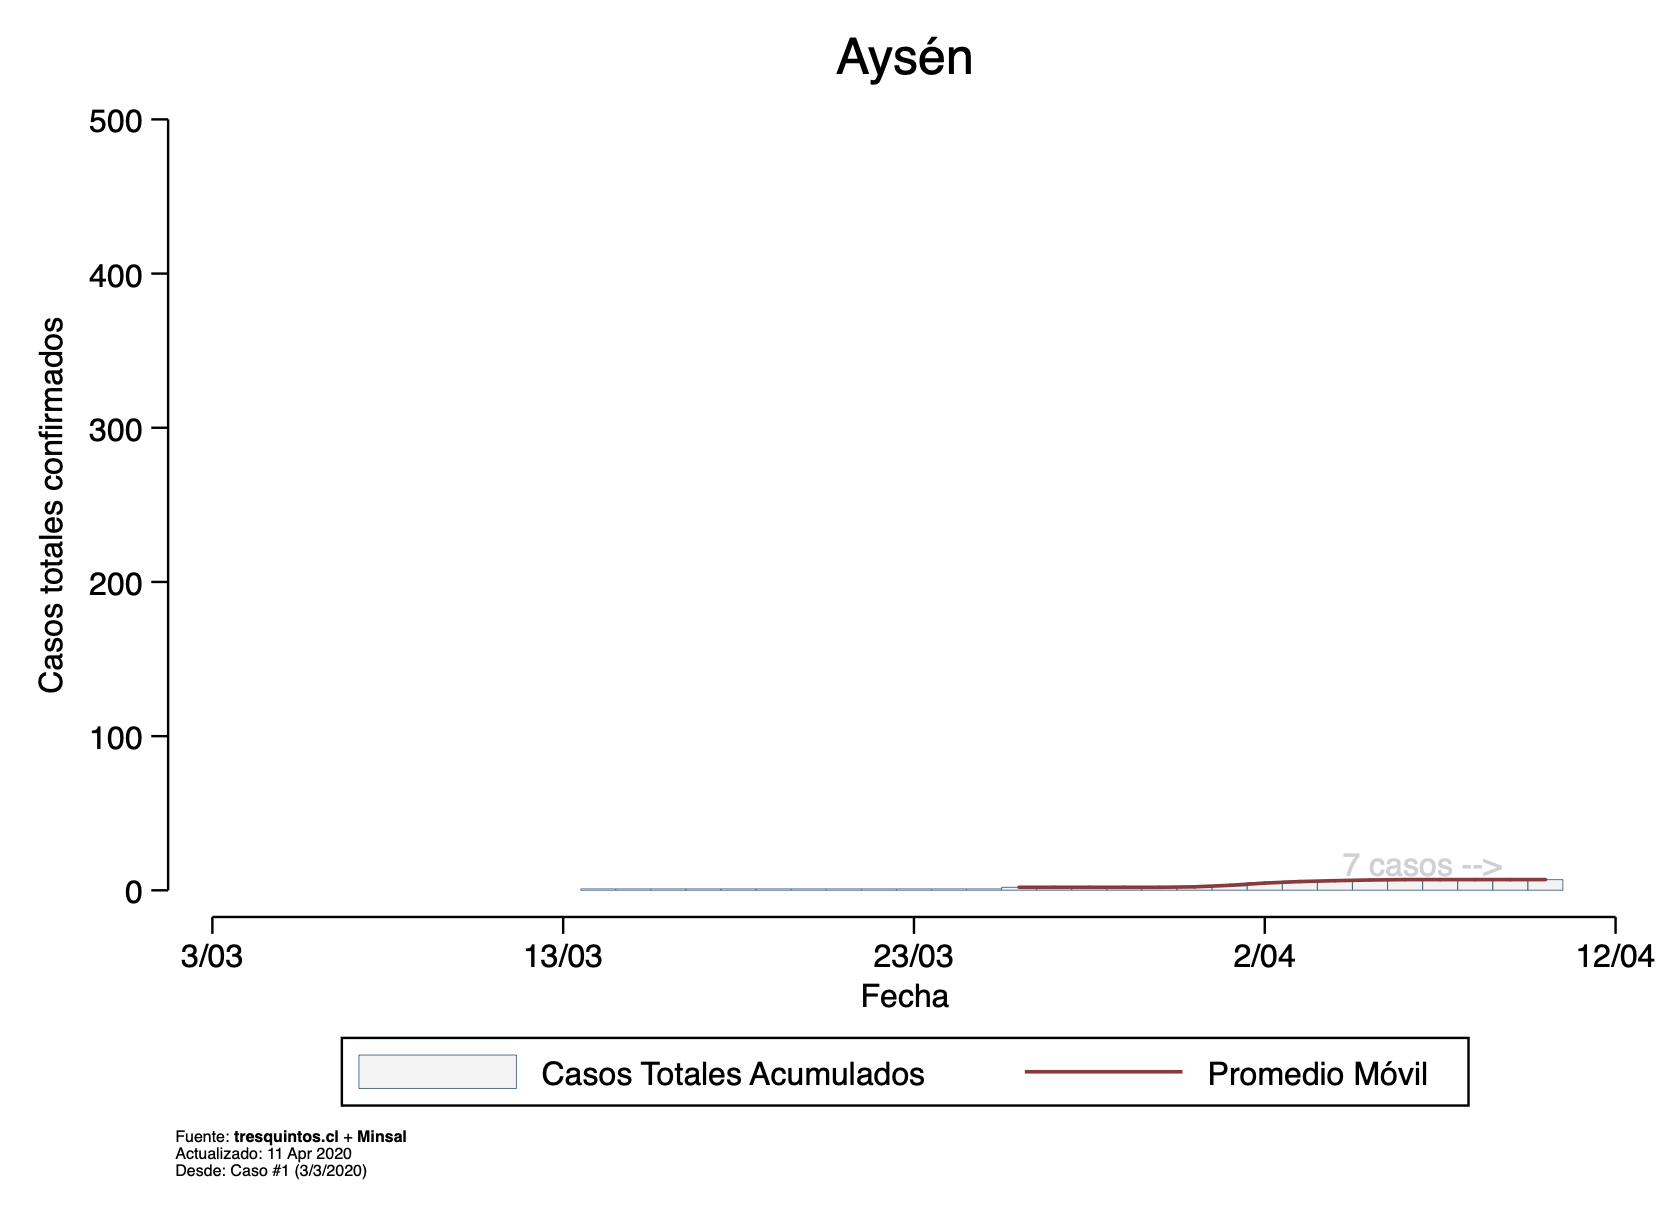 Aysén
Casos totales confirmados
500
400
300
200
100
0
7 casos -->
3/03
13/03
23/03
2/04
12/04
Fecha
Casos Totales Acumulados
Promedio Móvil
Fuente: tresquintos.cl + Minsal
Actualizado: 11 Apr 2020
Desde: Caso #1 (3/3/2020)